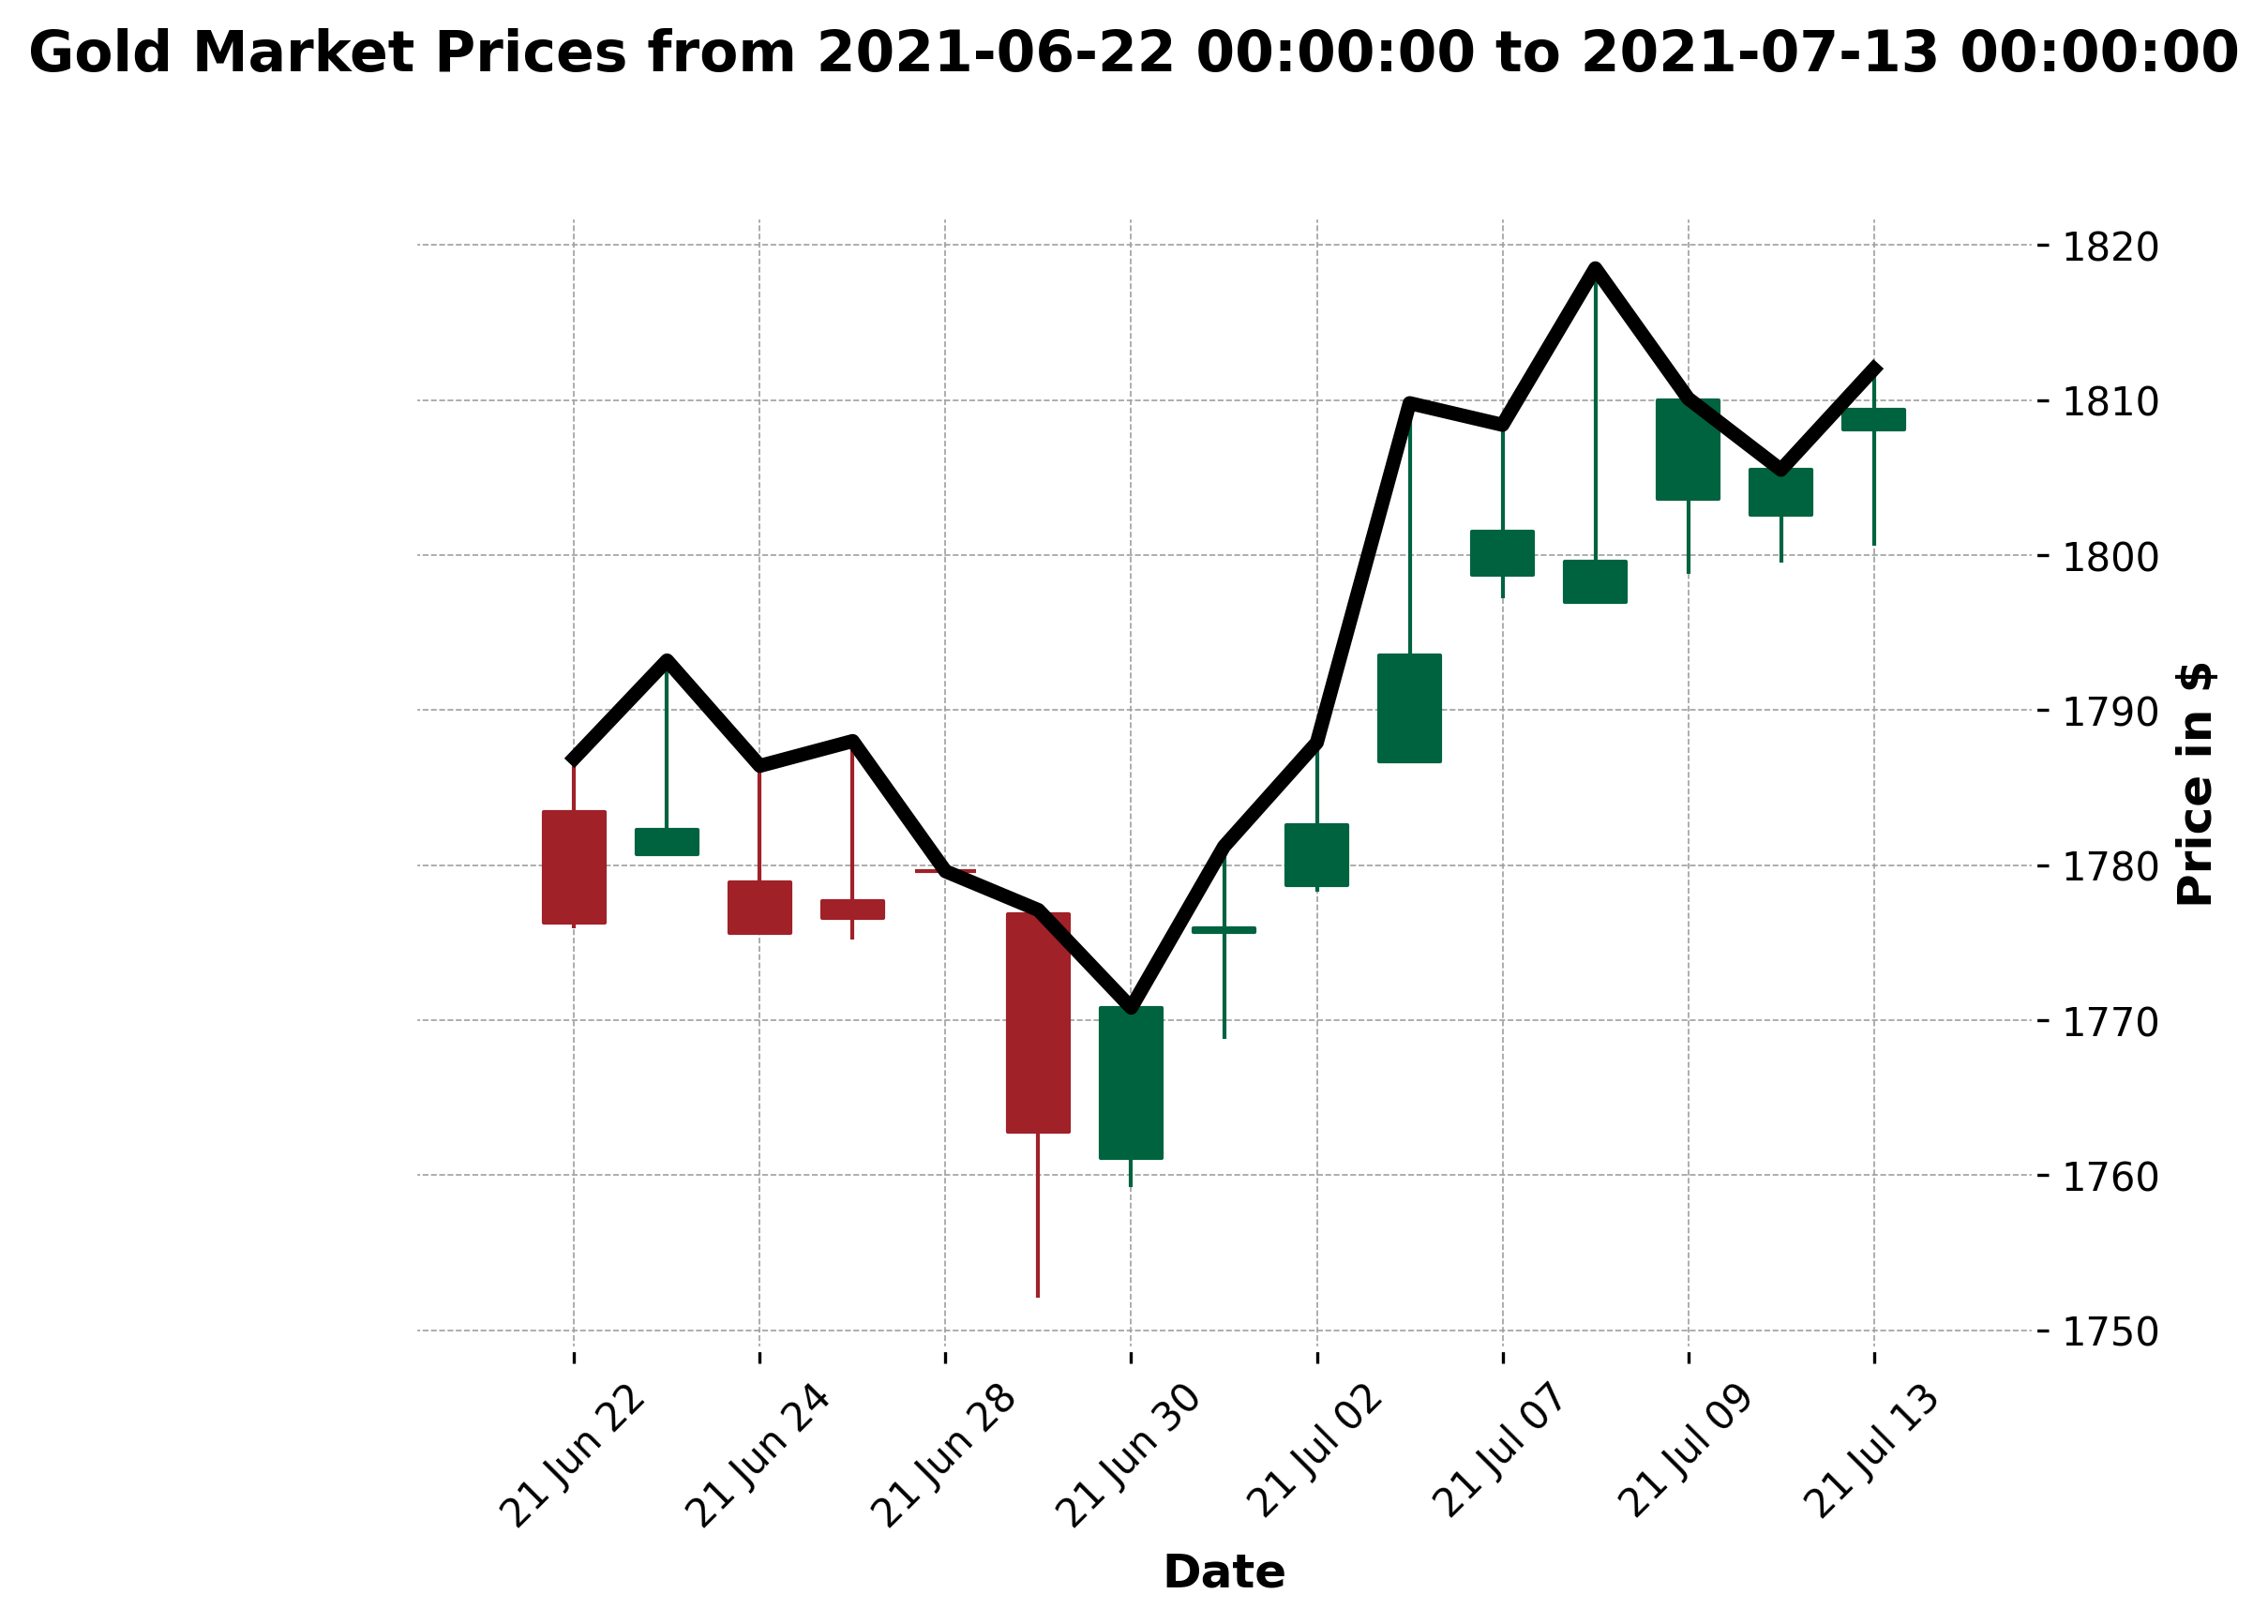 Gold Market Prices from 2021-06-22 00:00:00 to 2021-07-13 00:00:00
1820
1810
1800
1790
1780
1770
1760
1750
Price in $
21 Jun 22
21 Jun 24
21 Jun 28
21 Jun 30
21 Jul 02
21 Jul 07
21 Jul 09
21 Jul 13
Date